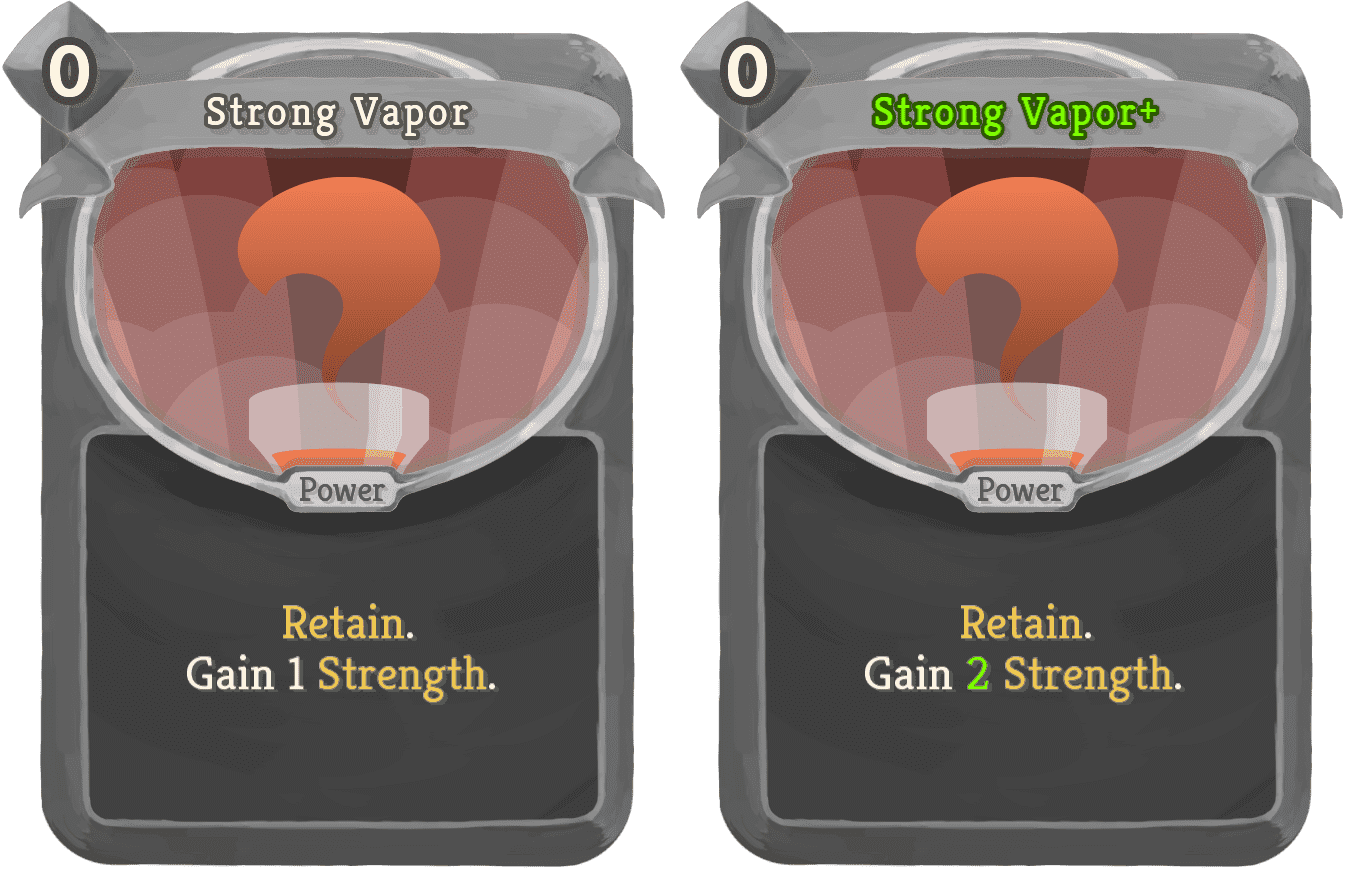 0
Strong Vapor
Power
Retain.
Gain 1 Strength.
0
Strong Vapor+
Power
Retain.
Gain 2 Strength.